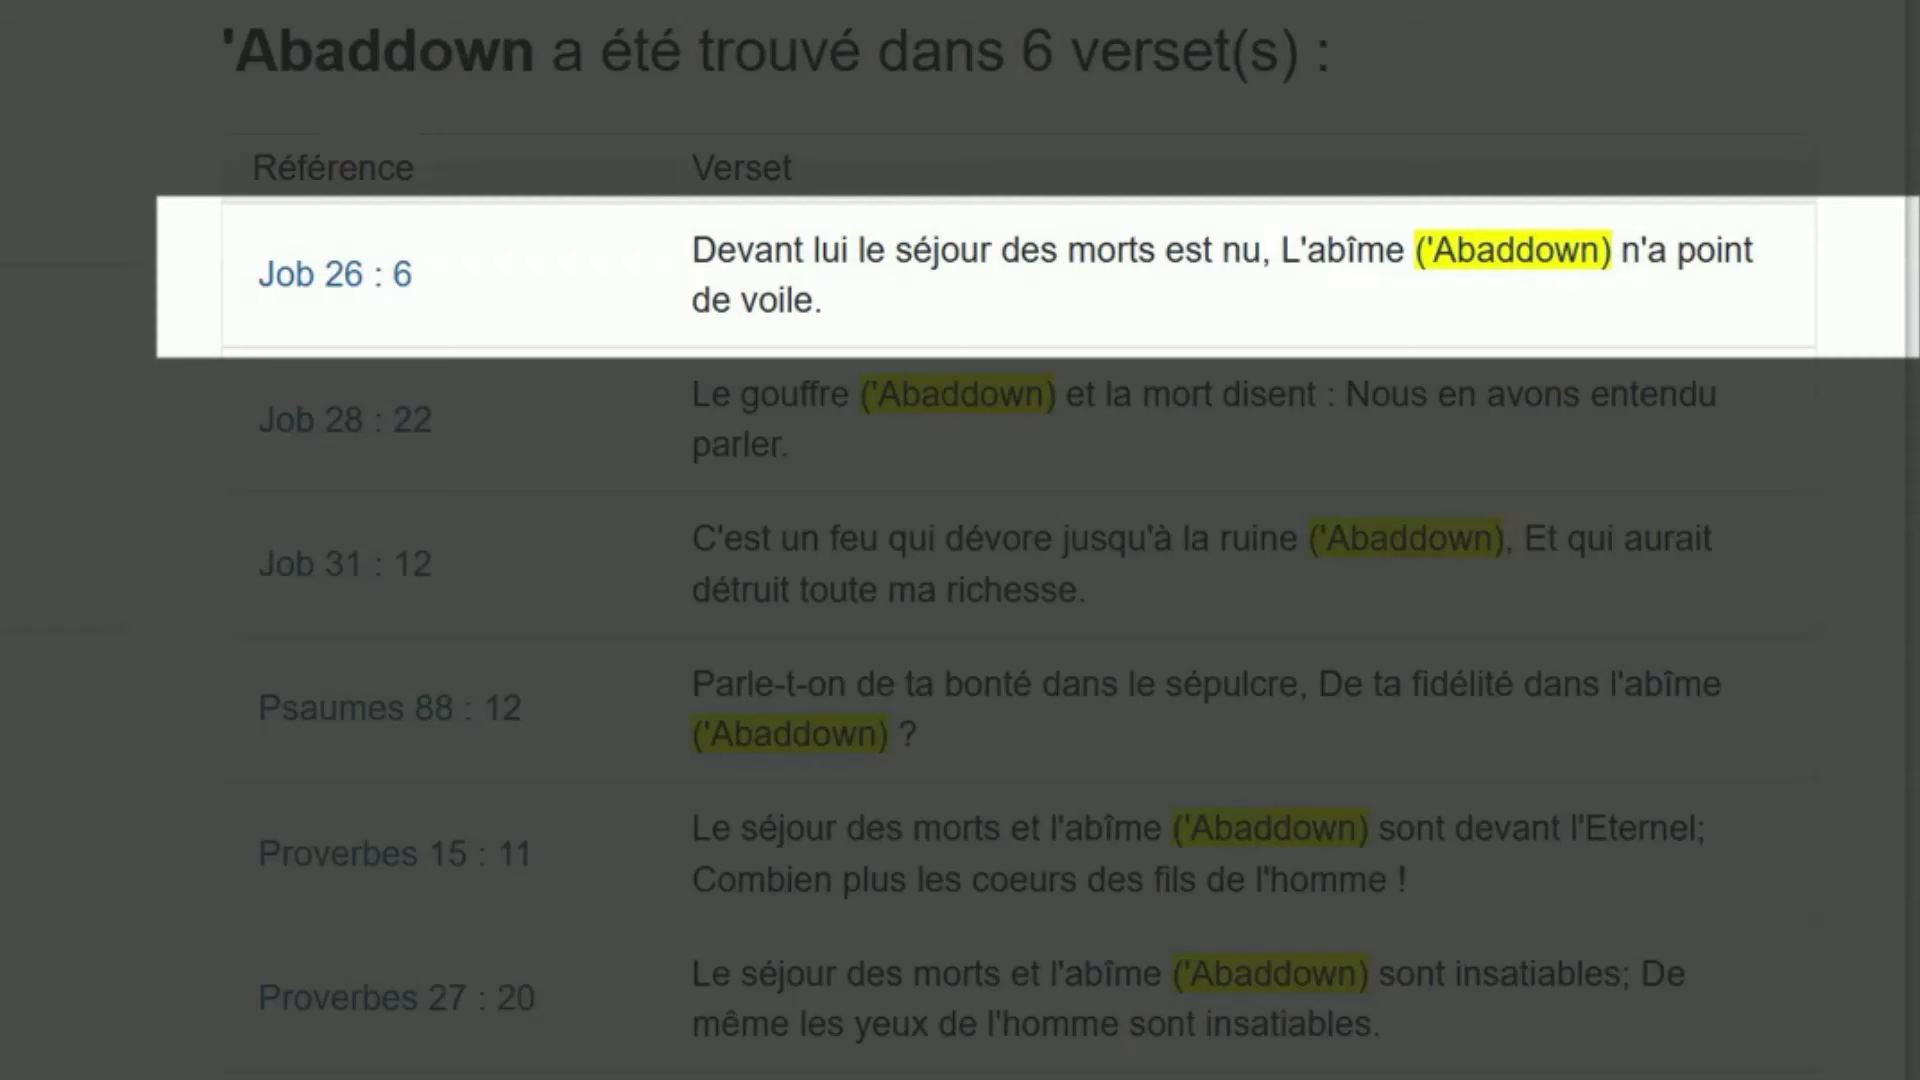 'Abaddown a été trouvé dans 6 verset(s) :
Référence Verset
Job 26 : 6
Devant lui le séjour des morts est nu, L'abîme ('Abaddown) n'a point
de voile.
Job 28 : 22
Le gouffre ('Abaddown) et la mort disent : Nous en avons entendu
parler.
Job 31 : 12
C'est un feu qui dévore jusqu'à la ruine ('Abaddown), Et qui aurait
détruit toute ma richesse.
Psaumes 88 : 12
Parle-t-on de ta bonté dans le sépulcre, De ta fidélité dans l'abîme
('Abaddown) ?
Proverbes 15 : 11
Le séjour des morts et l'abîme ('Abaddown) sont devant l'Eternel;
Combien plus les coeurs des fils de l'homme !
Proverbes 27 : 20
Le séjour des morts et l'abîme ('Abaddown) sont insatiables; De
même les yeux de l'homme sont insatiables.